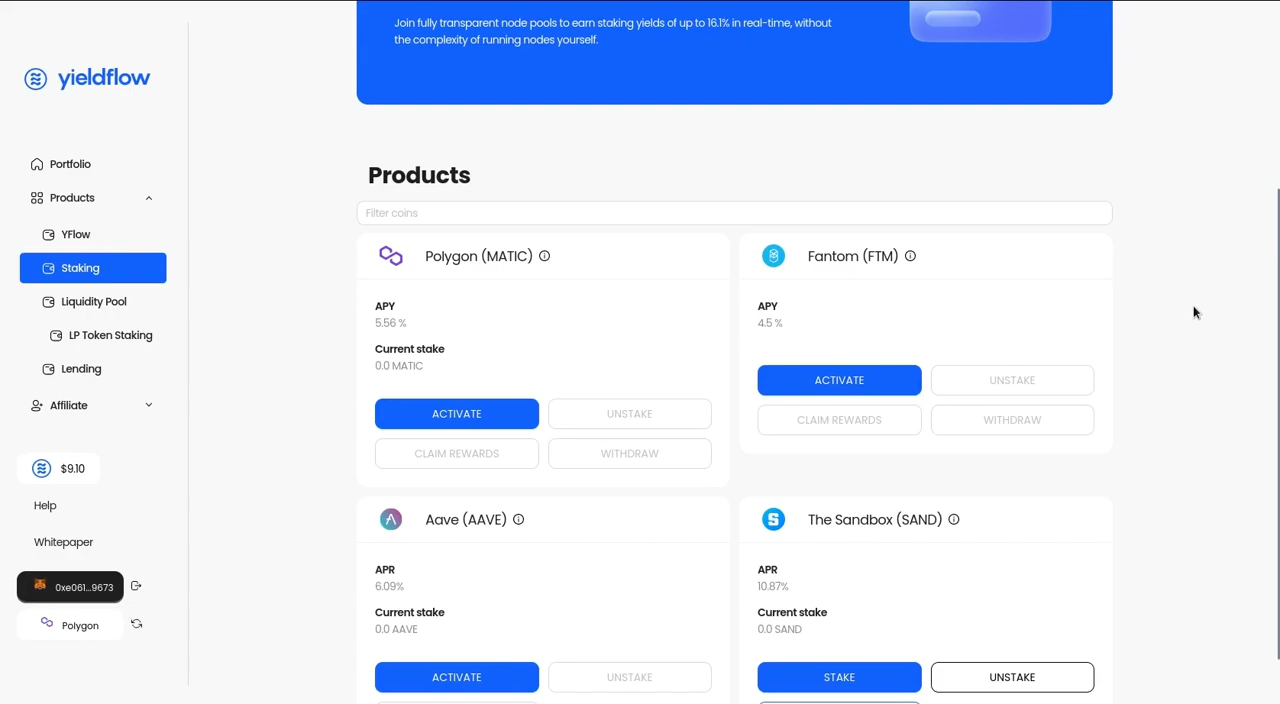 Join fully transparent node pools to earn staking yields of up to 16.1% in real-time, without
the complexity of running nodes yourself.
yieldflow
Portfolio
Products
YFlow
Staking
Liquidity Pool
LP Token Staking
Lending
Affiliate
$9.10
Help
Whitepaper
0xe061...9673
Polygon
Products
Filter coins
Polygon (MATIC)
APY
5.56 %
Current stake
0.0 MATIC
ACTIVATE
UNSTAKE
CLAIM REWARDS
WITHDRAW
Fantom (FTM)
APY
4.5 %
ACTIVATE
UNSTAKE
CLAIM REWARDS
WITHDRAW
Aave (AAVE)
APR
6.09%
Current stake
0.0 AAVE
ACTIVATE
UNSTAKE
The Sandbox (SAND)
APR
10.87%
Current stake
0.0 SAND
STAKE
UNSTAKE